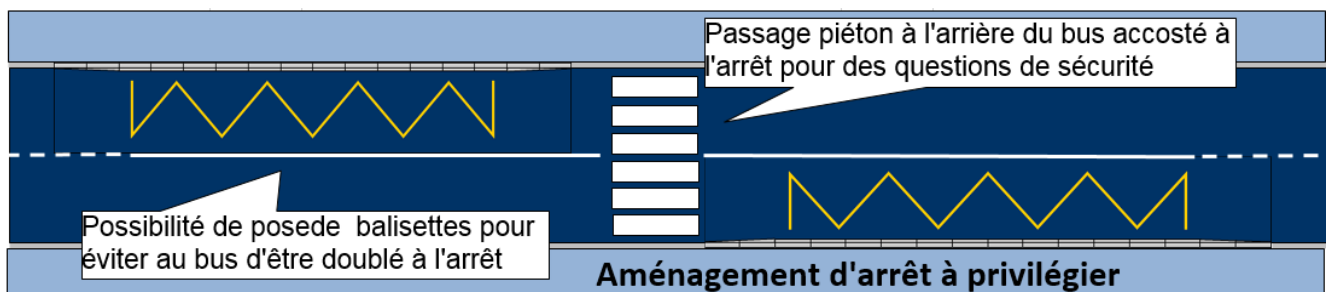 Passage piéton à l'arrière du bus accosté à
l'arrêt pour des questions de sécurité
Possibilité de posede  balisettes pour
éviter au bus d'être doublé à l'arrêt
Aménagement d'arrêt à privilégier